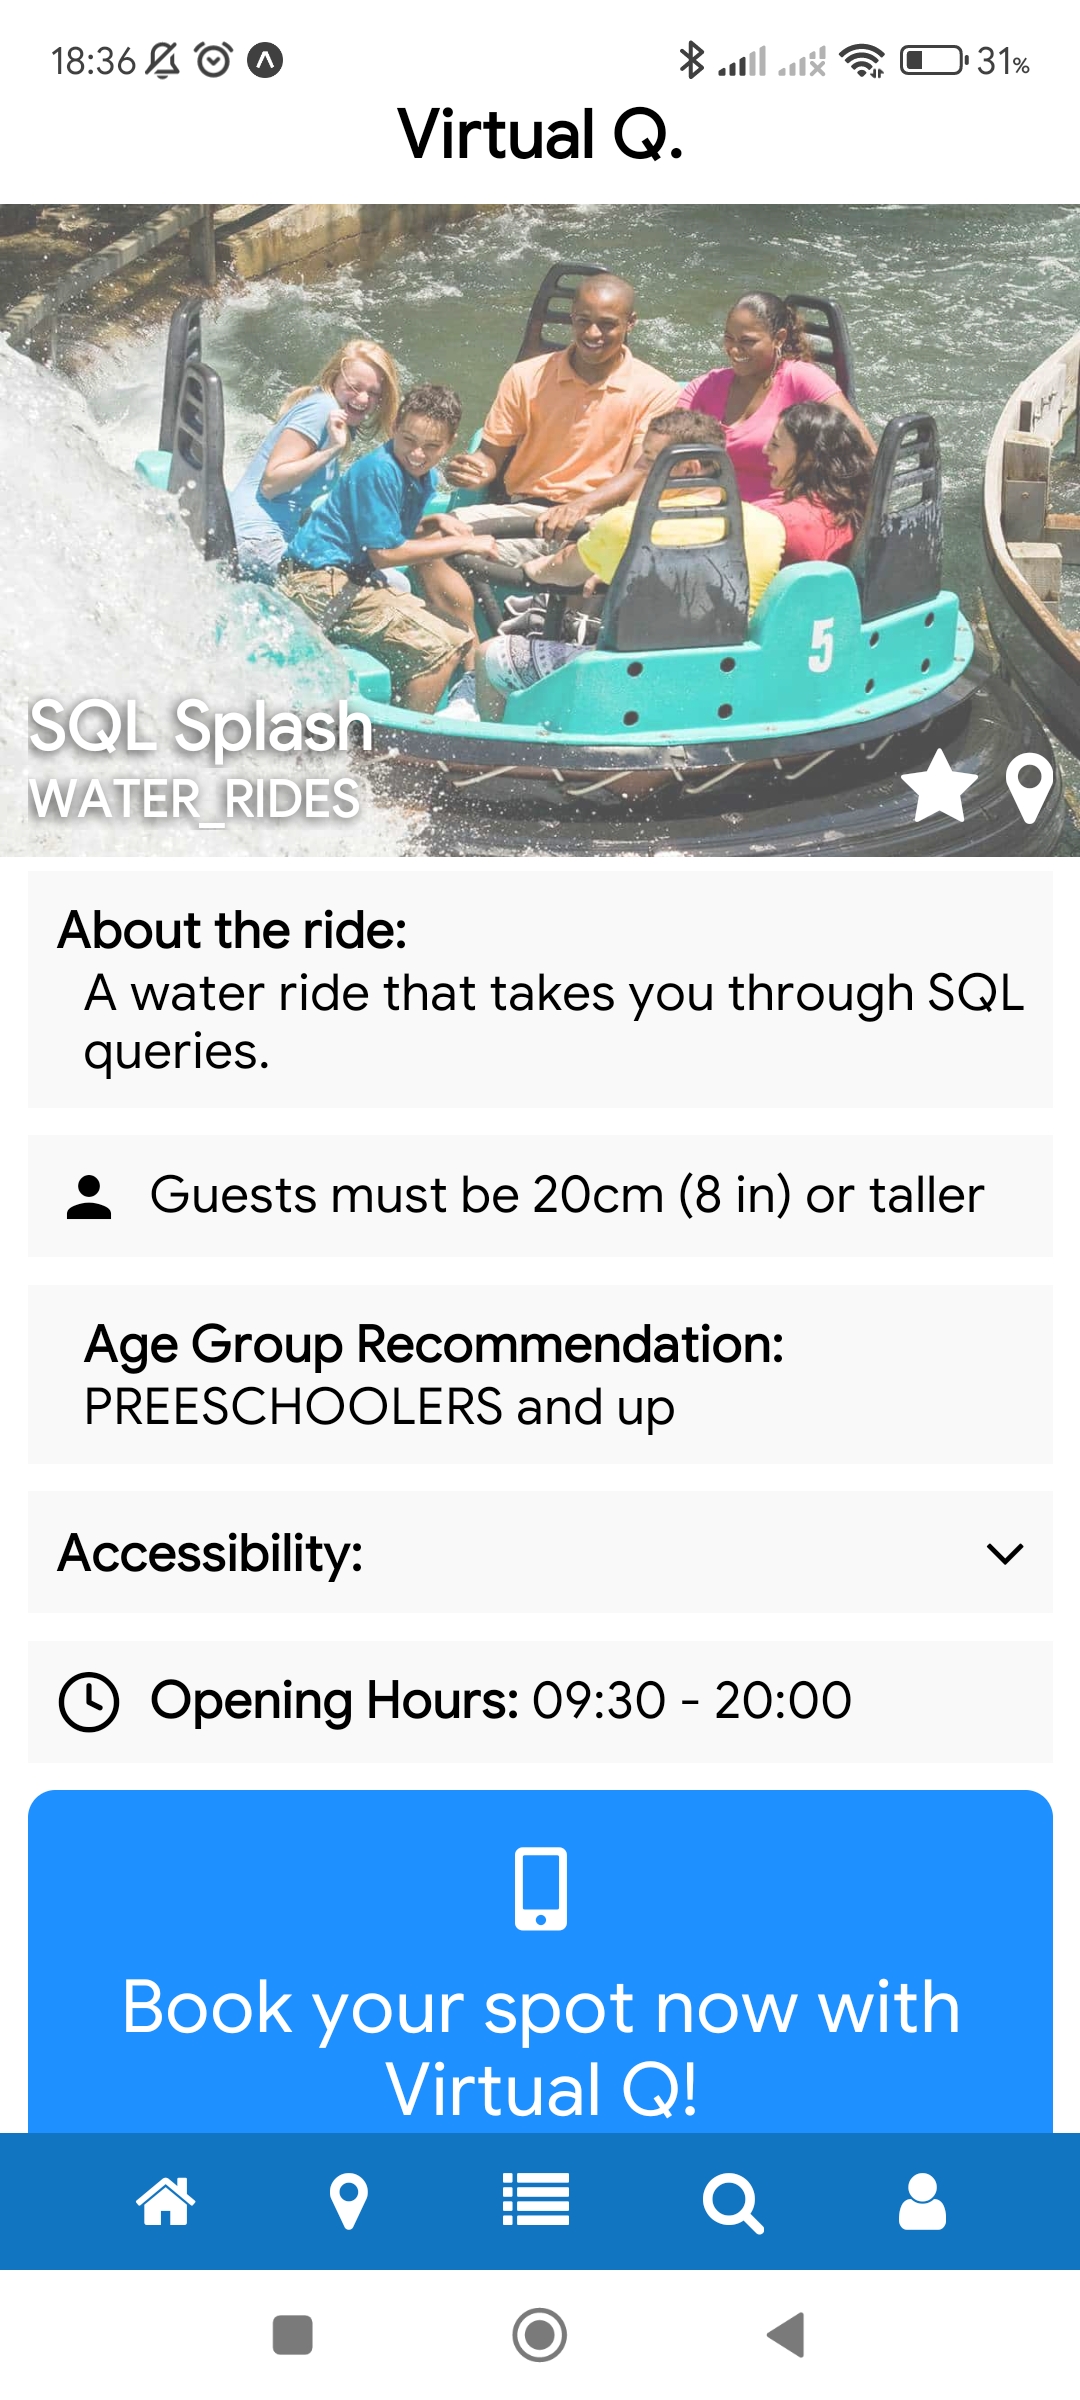 18:36 31%
Virtual Q.
5
SQL Splash
WATER_RIDES
About the ride:
A water ride that takes you through SQL
queries.
Guests must be 20cm (8 in) or taller
Age Group Recommendation:
PREESCHOOLERS and up
Accessibility:
Opening Hours: 09:30 - 20:00
Book your spot now with
Virtual Q!